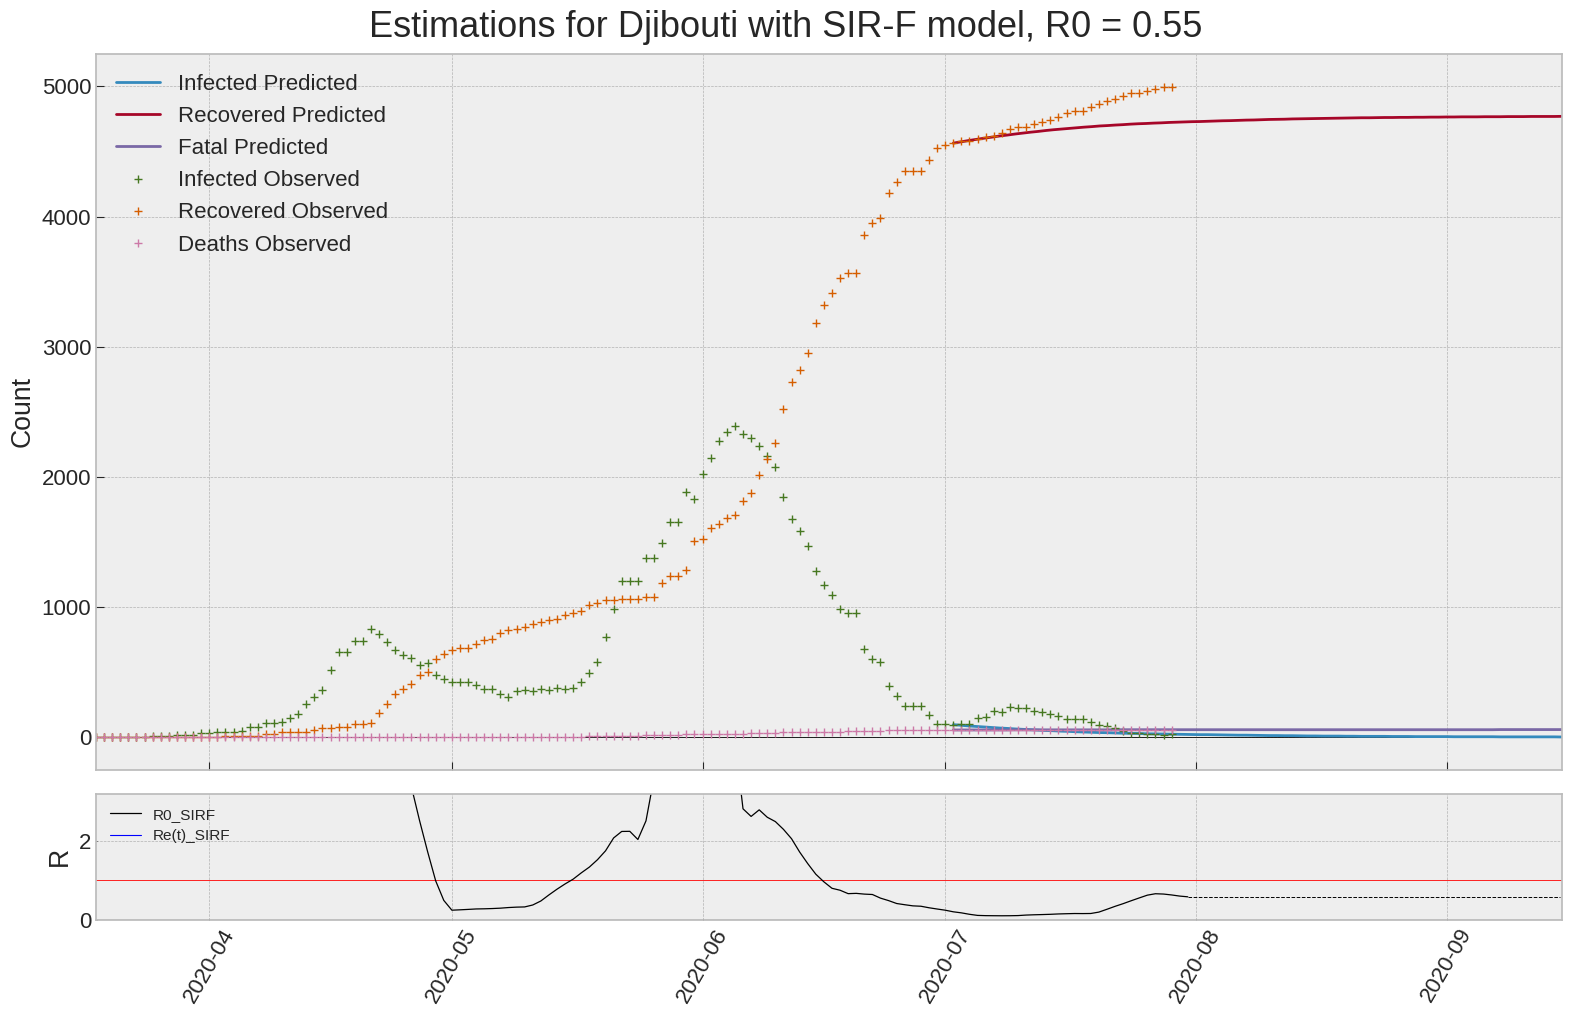 Estimations for Djibouti with SIR-F model, R0 = 0.55
Infected Predicted
Recovered Predicted
Fatal Predicted
Infected Observed
Recovered Observed
Deaths Observed
5000
4000
3000
2000
1000
0
Count
R0_SIRF
Re(t)_SIRF
2
0
R
2020-04
2020-05
2020-06
2020-07
2020-08
2020-09